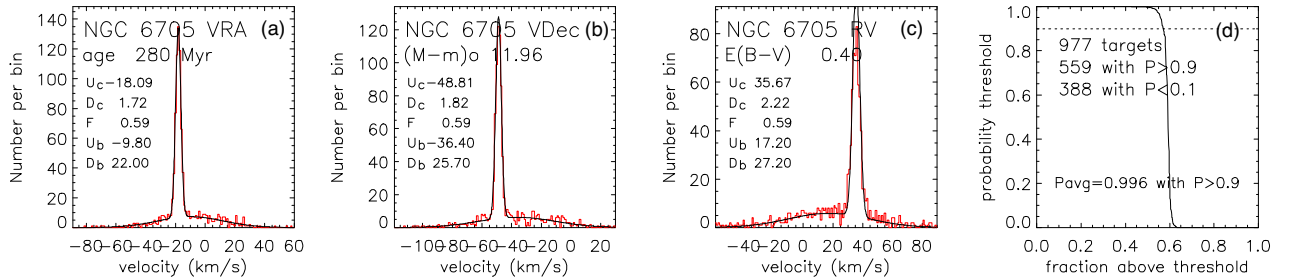 NGC 6705 VRA (a)
age 280 Myr
Uc -18.09
Dc 1.72
F 0.59
Ub -9.80
Db 22.00
Number per bin
140
120
100
80
60
40
20
0
-80 -60 -40 -20 0 20 40 60
velocity (km/s)
NGC 6705 VDec (b)
(M-m)o 11.96
Uc -48.81
Dc 1.82
F 0.59
Ub -36.40
Db 25.70
Number per bin
120
100
80
60
40
20
0
-100 -80 -60 -40 -20 0 20
velocity (km/s)
NGC 6705 RV (c)
E(B-V) 0.40
Uc 35.67
Dc 2.22
F 0.59
Ub 17.20
Db 27.20
Number per bin
80
60
40
20
0
-40 -20 0 20 40 60 80
velocity (km/s)
(d)
977 targets
559 with P>0.9
388 with P<0.1
Pavg=0.996 with P>0.9
probability threshold
1.0
0.8
0.6
0.4
0.2
0.0
0.0 0.2 0.4 0.6 0.8 1.0
fraction above threshold